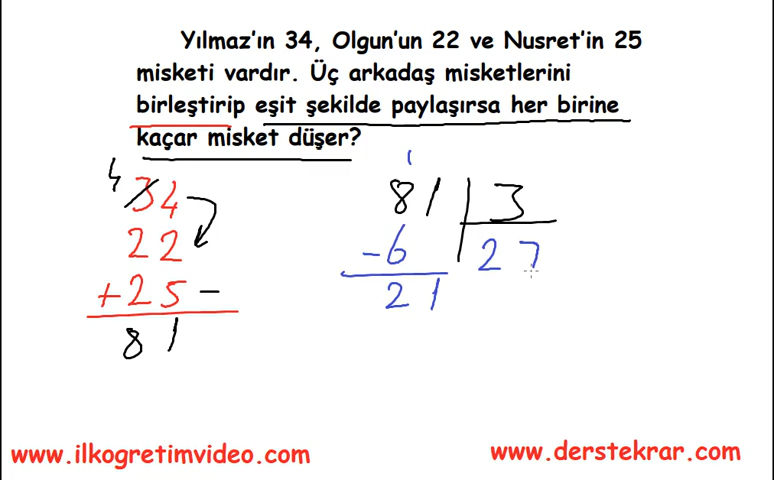 Yılmaz'ın 34, Olgun'un 22 ve Nusret'in 25
misketi vardır. Üç arkadaş misketlerini
birleştirip eşit şekilde paylaşırsa her birine
kaçar misket düşer?
4
34
22
+25
81
1
81 3
-6 27
21
www.ilkogretimvideo.com
www.derstekrar.com